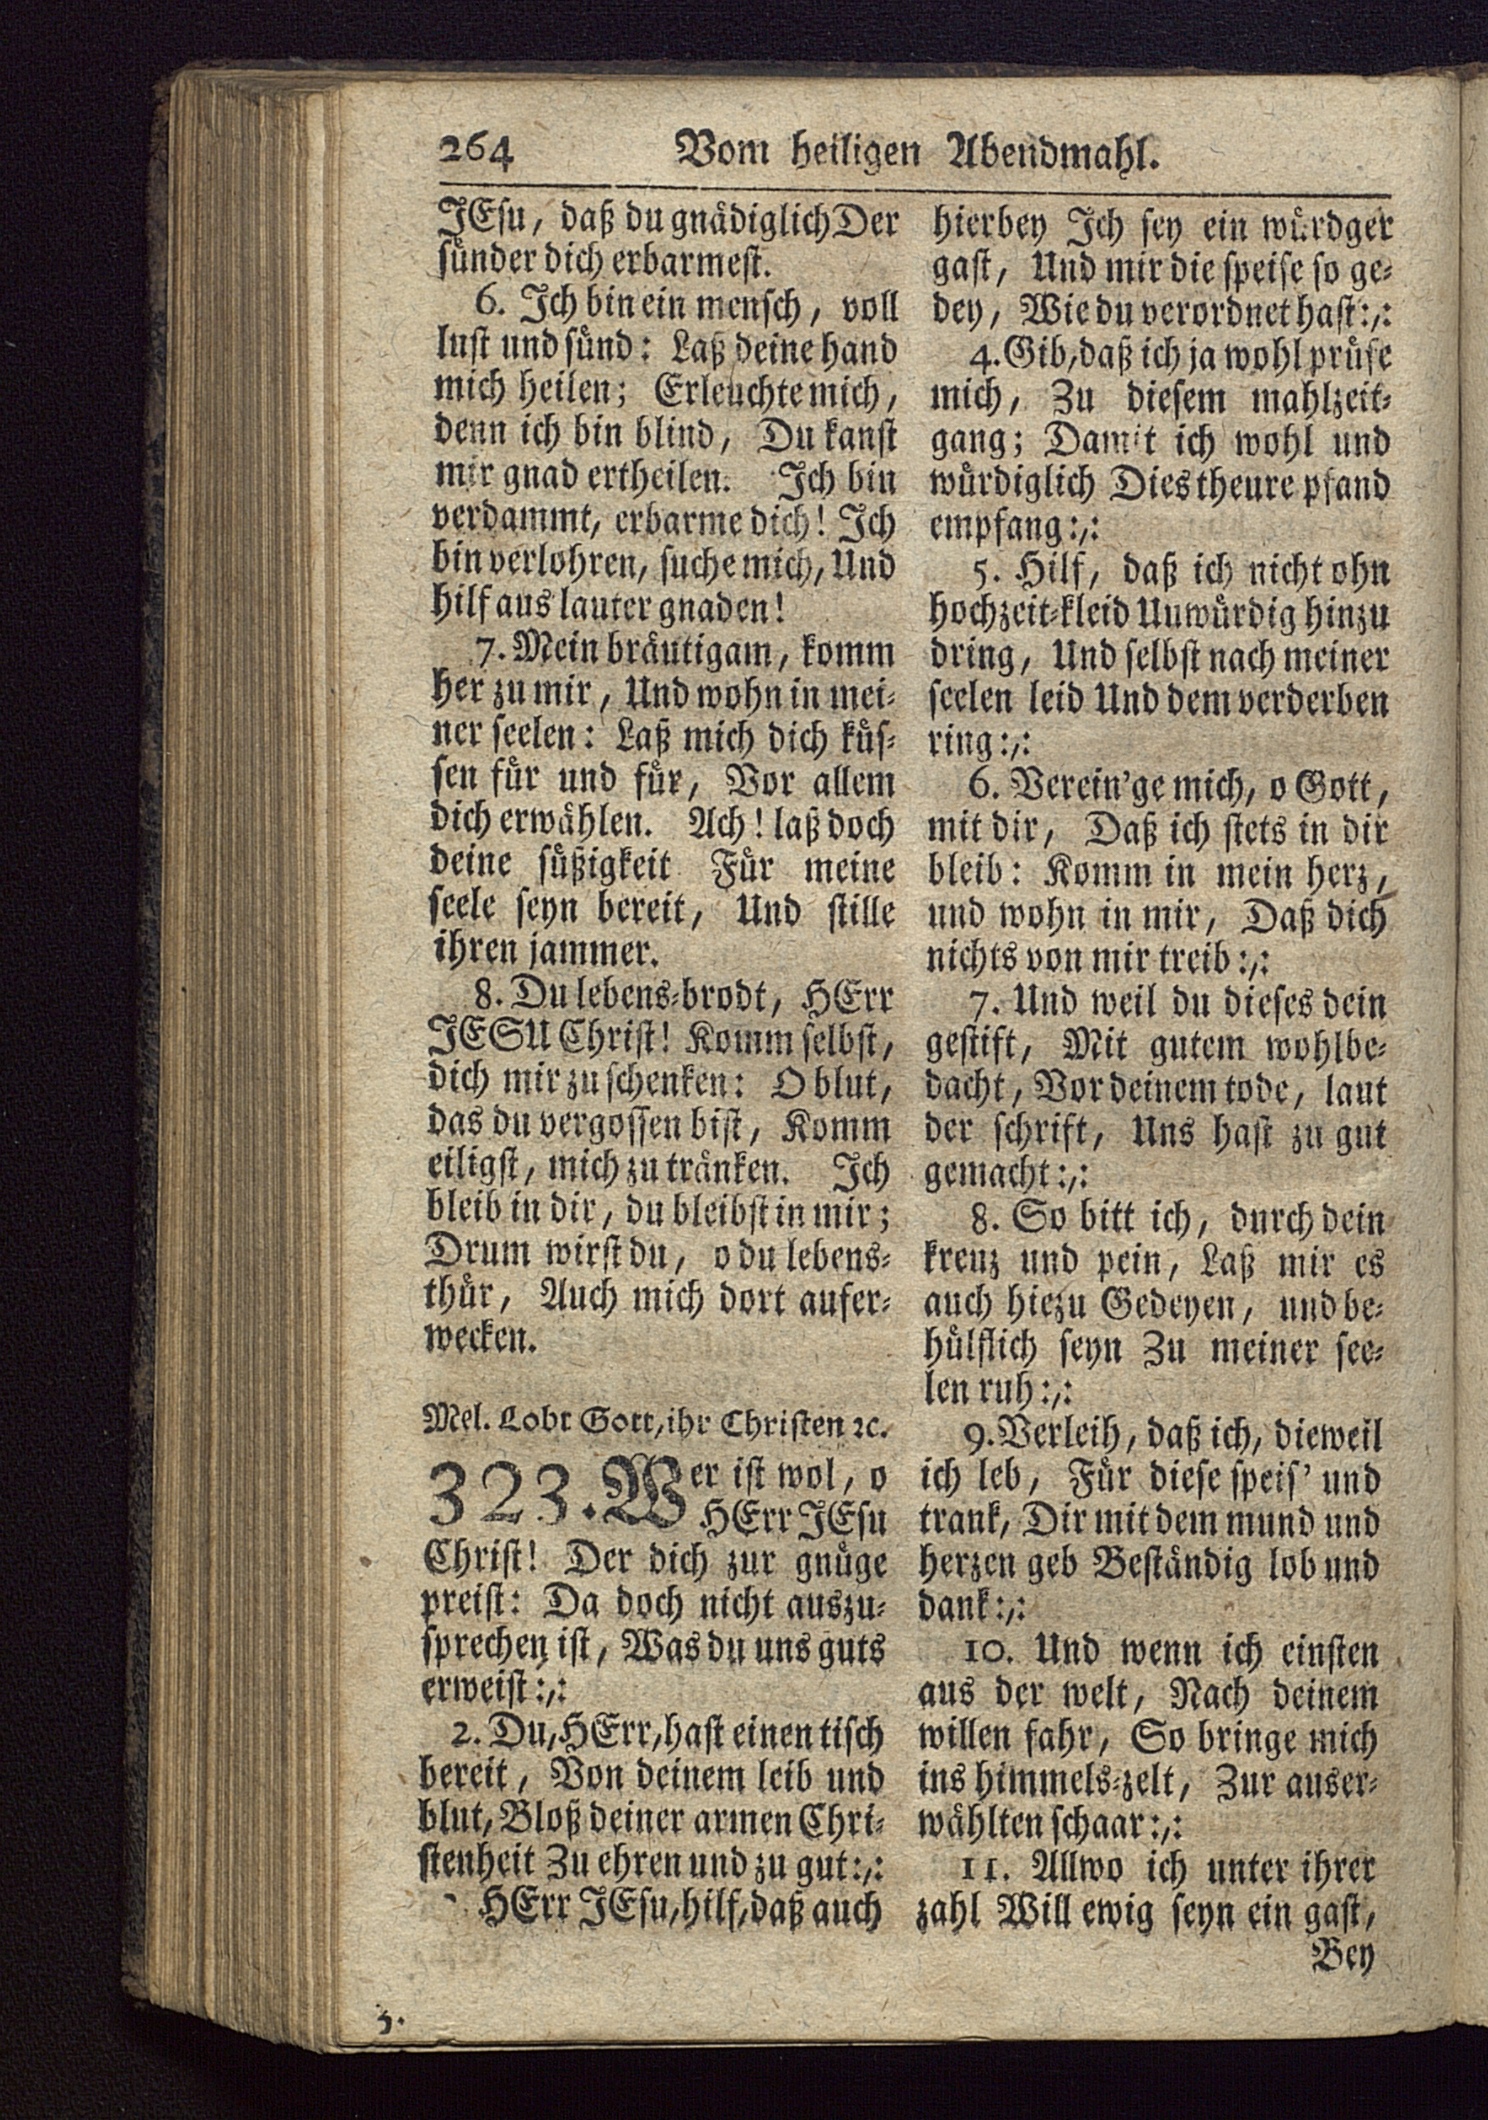 264 Vom heiligen Abendmahl.
JEsu, daß du gnädiglich Der
sünder dich erbarmest.
6. Ich bin ein mensch, voll
lust und sünd: Laß deine hand
mich heilen; Erleuchte mich,
denn ich bin blind, Du kanst
mir gnad ertheilen. Ich bin
verdammt, erbarme dich! Ich
bin verlohren, suche mich, Und
hilf aus lauter gnaden!
7. Mein bräutigam, komm
her zu mir, Und wohn in mei-
ner seelen: Laß mich dich küs-
sen für und für, Vor allem
dich erwählen. Ach! laß doch
deine süßigkeit Für meine
seele seyn bereit, Und stille
ihren jammer.
8. Du lebens-brodt, HErr
JESU Christ! Komm selbst,
dich mir zu schenken: O blut,
das du vergossen bist, Komm
eiligst, mich zu tränken. Ich
bleib in dir, du bleibst in mir;
Drum wirst du, o du lebens-
thür, Auch mich dort aufer-
wecken.
Mel. Lobt Gott, ihr Christen ꝛc.
323. Wer ist wol, o
HErr JEsu
Christ! Der dich zur gnüge
preist: Da doch nicht auszu-
sprechen ist, Was du uns guts
erweist:,:
2. Du, HErr, hast einen tisch
bereit, Von deinem leib und
blut, Bloß deiner armen Chri-
stenheit Zu ehren und zu gut:,:
HErr JEsu, hilf, daß auch
3.
hierbey Ich sey ein würdger
gast, Und mir die speise so ge-
dey, Wie du verordnet hast:,:
4. Gib, daß ich ja wohl prüfe
mich, Zu diesem mahlzeit-
gang; Damit ich wohl und
würdiglich Dies theure pfand
empfang:,:
5. Hilf, daß ich nicht ohn
hochzeit-kleid Unwürdig hinzu
dring, Und selbst nach meiner
seelen leid Und dem verderben
ring:,:
6. Verein'ge mich, o Gott,
mit dir, Daß ich stets in dir
bleib: Komm in mein herz,
und wohn in mir, Daß dich
nichts von mir treib:,:
7. Und weil du dieses dein
gestift, Mit gutem wohlbe-
dacht, Vor deinem tode, laut
der schrift, Uns hast zu gut
gemacht:,:
8. So bitt ich, durch dein
kreuz und pein, Laß mir es
auch hiezu Gedeyen, und be-
hülflich seyn Zu meiner see-
len ruh:,:
9. Verleih, daß ich, dieweil
ich leb, Für diese speis' und
trank, Dir mit dem mund und
herzen geb Beständig lob und
dank:,:
10. Und wenn ich einsten
aus der welt, Nach deinem
willen fahr, So bringe mich
ins himmels-zelt, Zur auser-
wählten schaar:,:
11. Allwo ich unter ihrer
zahl Will ewig seyn ein gast,
Bey